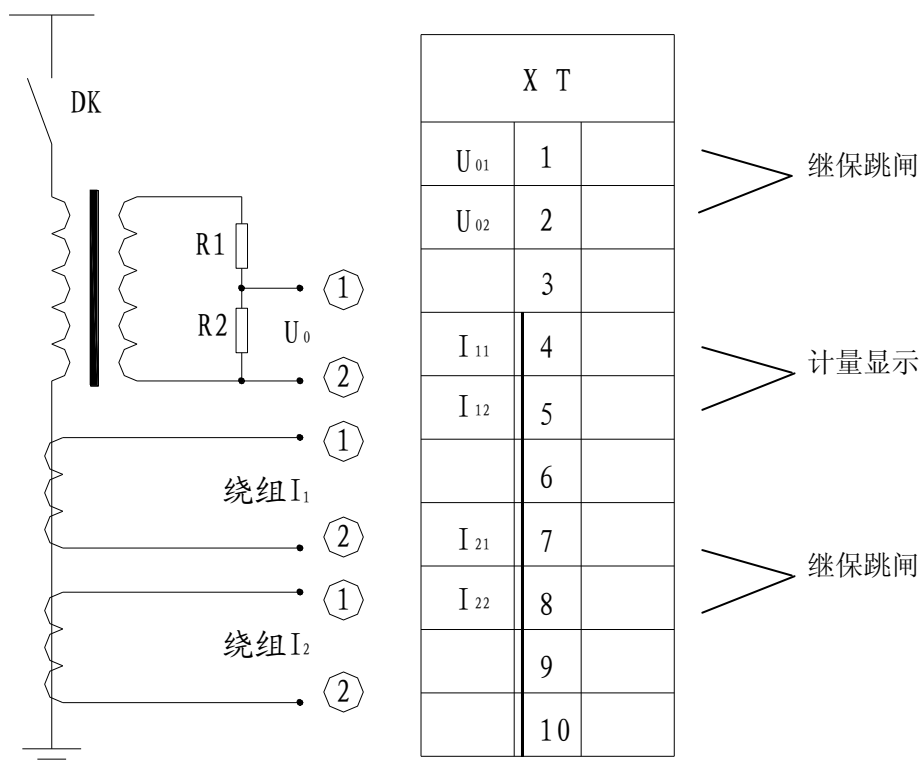 DK
R1
R2
U₀
①
②
①
绕组I₁
②
①
绕组I₂
②
X T
U₀₁ 1
U₀₂ 2
3
I₁₁ 4
I₁₂ 5
6
I₂₁ 7
I₂₂ 8
9
10
继保跳闸
计量显示
继保跳闸